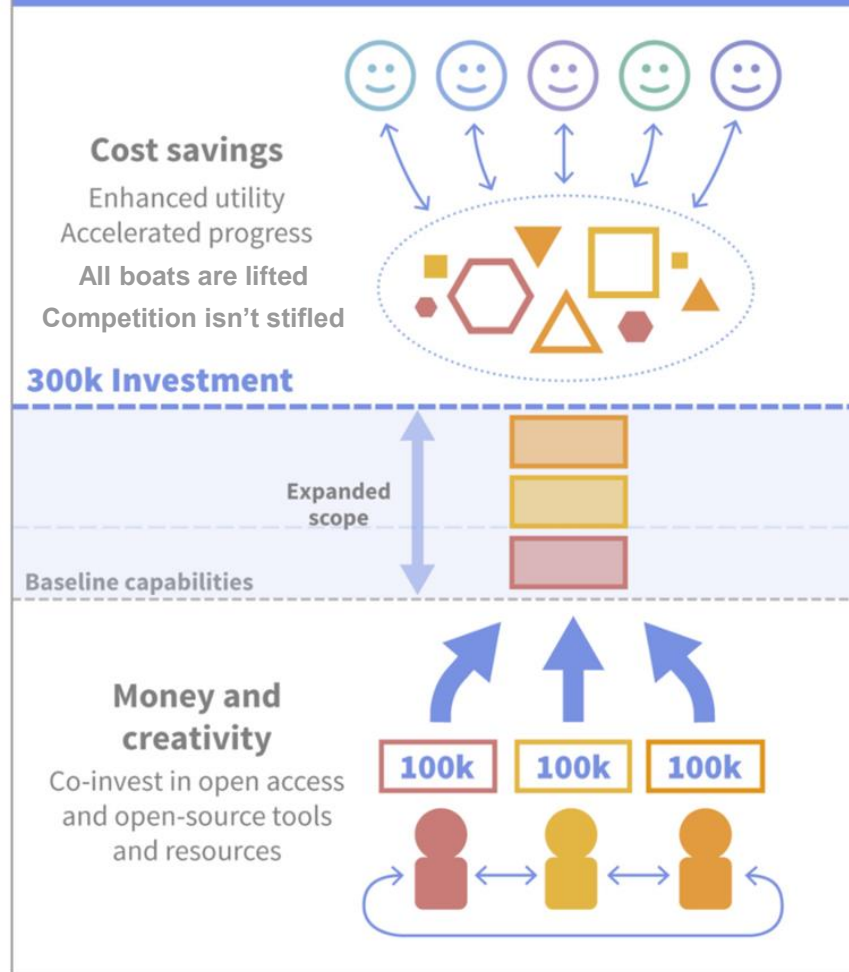 Cost savings
Enhanced utility
Accelerated progress
All boats are lifted
Competition isn't stifled
300k Investment
Expanded
scope
Baseline capabilities
Money and
creativity
Co-invest in open access
and open-source tools
and resources
100k
100k
100k